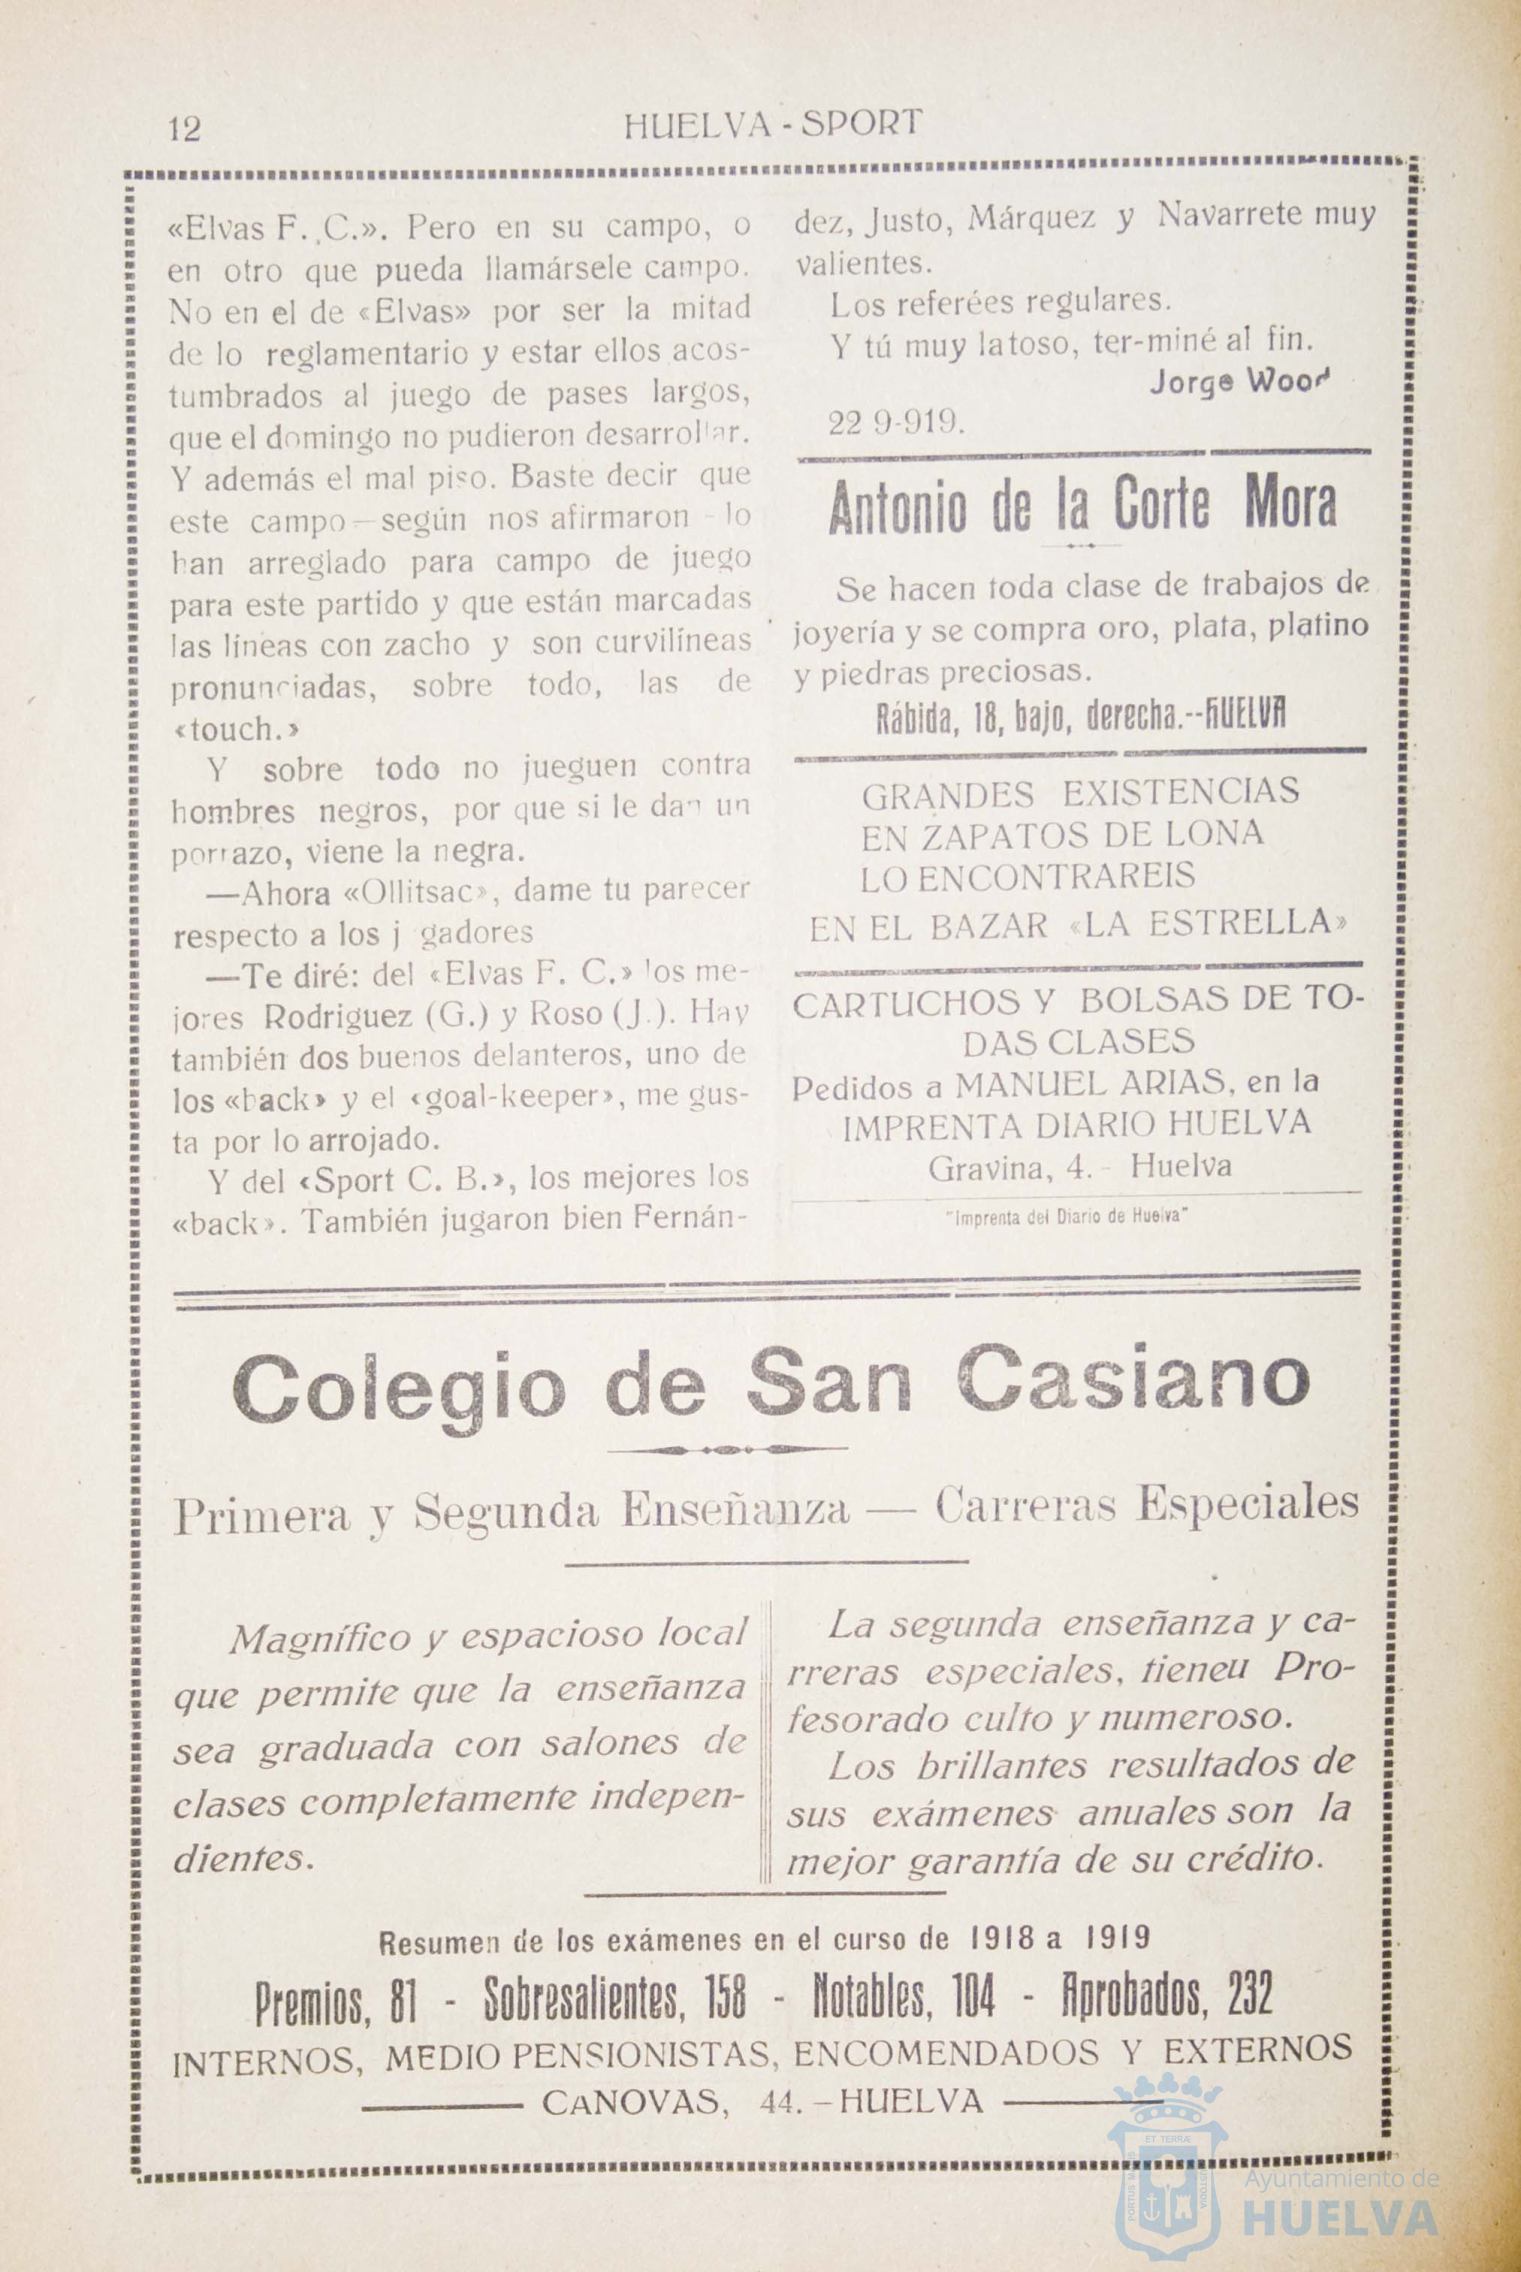 12
HUELVA - SPORT
«Elvas F. C.». Pero en su campo, o
en otro que pueda llamársele campo.
No en el de «Elvas» por ser la mitad
de lo reglamentario y estar ellos acos-
tumbrados al juego de pases largos,
que el domingo no pudieron desarrollar.
Y además el mal piso. Baste decir que
este campo—según nos afirmaron - lo
han arreglado para campo de juego
para este partido y que están marcadas
las líneas con zacho y son curvilíneas
pronunciadas, sobre todo, las de
«touch.»
Y sobre todo no jueguen contra
hombres negros, por que si le dan un
porrazo, viene la negra.
—Ahora «Ollitsac», dame tu parecer
respecto a los j gadores
—Te diré: del «Elvas F. C.» los me-
jores Rodriguez (G.) y Roso (J.). Hay
también dos buenos delanteros, uno de
los «back» y el «goal-keeper», me gus-
ta por lo arrojado.
Y del «Sport C. B.», los mejores los
«back». También jugaron bien Fernán-
dez, Justo, Márquez y Navarrete muy
valientes.
Los referées regulares.
Y tú muy latoso, ter-miné al fin.
Jorge Wood
22 9-919.
Antonio de la Corte Mora
Se hacen toda clase de trabajos de
joyería y se compra oro, plata, platino
y piedras preciosas.
Rábida, 18, bajo, derecha.--HUELVA
GRANDES EXISTENCIAS
EN ZAPATOS DE LONA
LO ENCONTRAREIS
EN EL BAZAR «LA ESTRELLA»
CARTUCHOS Y BOLSAS DE TO-
DAS CLASES
Pedidos a MANUEL ARIAS, en la
IMPRENTA DIARIO HUELVA
Gravina, 4. - Huelva
"Imprenta del Diario de Huelva"
Colegio de San Casiano
Primera y Segunda Enseñanza — Carreras Especiales
Magnífico y espacioso local
que permite que la enseñanza
sea graduada con salones de
clases completamente indepen-
dientes.
La segunda enseñanza y ca-
rreras especiales, tieneu Pro-
fesorado culto y numeroso.
Los brillantes resultados de
sus exámenes anuales son la
mejor garantía de su crédito.
Resumen de los exámenes en el curso de 1918 a 1919
Premios, 81 - Sobresalientes, 158 - Notables, 104 - Aprobados, 232
INTERNOS, MEDIO PENSIONISTAS, ENCOMENDADOS Y EXTERNOS
CANOVAS, 44. – HUELVA
PORTUS MARIS ET TERRÆ CUSTODIA
Ayuntamiento de
HUELVA